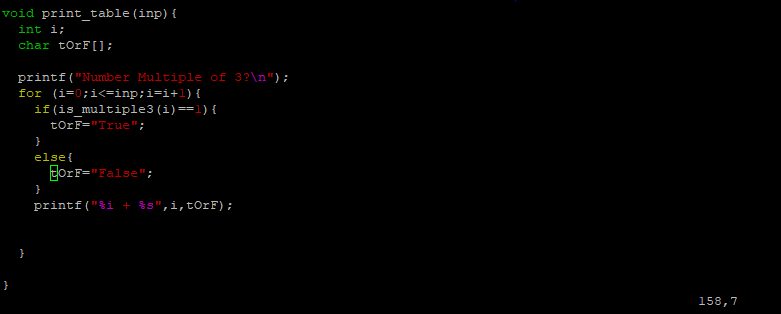 void print_table(inp){
  int i;
  char tOrF[];

  printf("Number Multiple of 3?\n");
  for (i=0;i<=inp;i=i+1){
    if(is_multiple3(i)==1){
      tOrF="True";
    }
    else{
      tOrF="False";
    }
    printf("%i + %s",i,tOrF);


  }

}
158,7